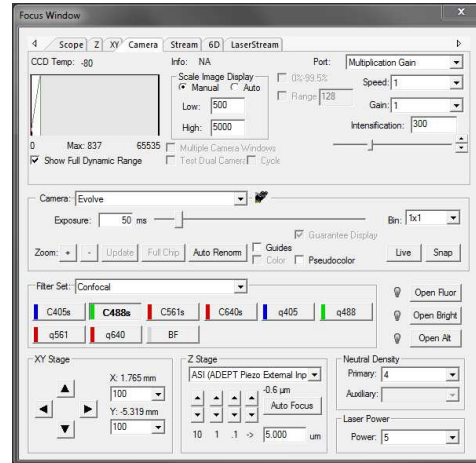 Focus Window
Scope Z XY Camera Stream 6D LaserStream
CCD Temp: -80 Info: NA Port: Multiplication Gain
Scale Image Display
Manual Auto
0%-99.5%
Speed: 1
Low: 500
Range 128
Gain: 1
High: 5000
Intensification: 300
0 Max: 837 65535
Multiple Camera Windows
Show Full Dynamic Range
Test Dual Camera Cycle
Camera: Evolve
Exposure: 50 ms
Bin: 1x1
Guarantee Display
Zoom: + - Update Full Chip Auto Renorm
Guides
Color Pseudocolor
Live Snap
Filter Set: Confocal
Open Fluor
C405s C488s C561s C640s q405 q488
Open Bright
q561 q640 BF
Open Alt
XY Stage
X: 1.765 mm
100
Y: -5.319 mm
100
Z Stage
ASI (ADEPT Piezo External Inp
-0.6 µm
Auto Focus
10 1 .1 -> 5.000 um
Neutral Density
Primary: 4
Auxiliary:
Laser Power
Power: 5